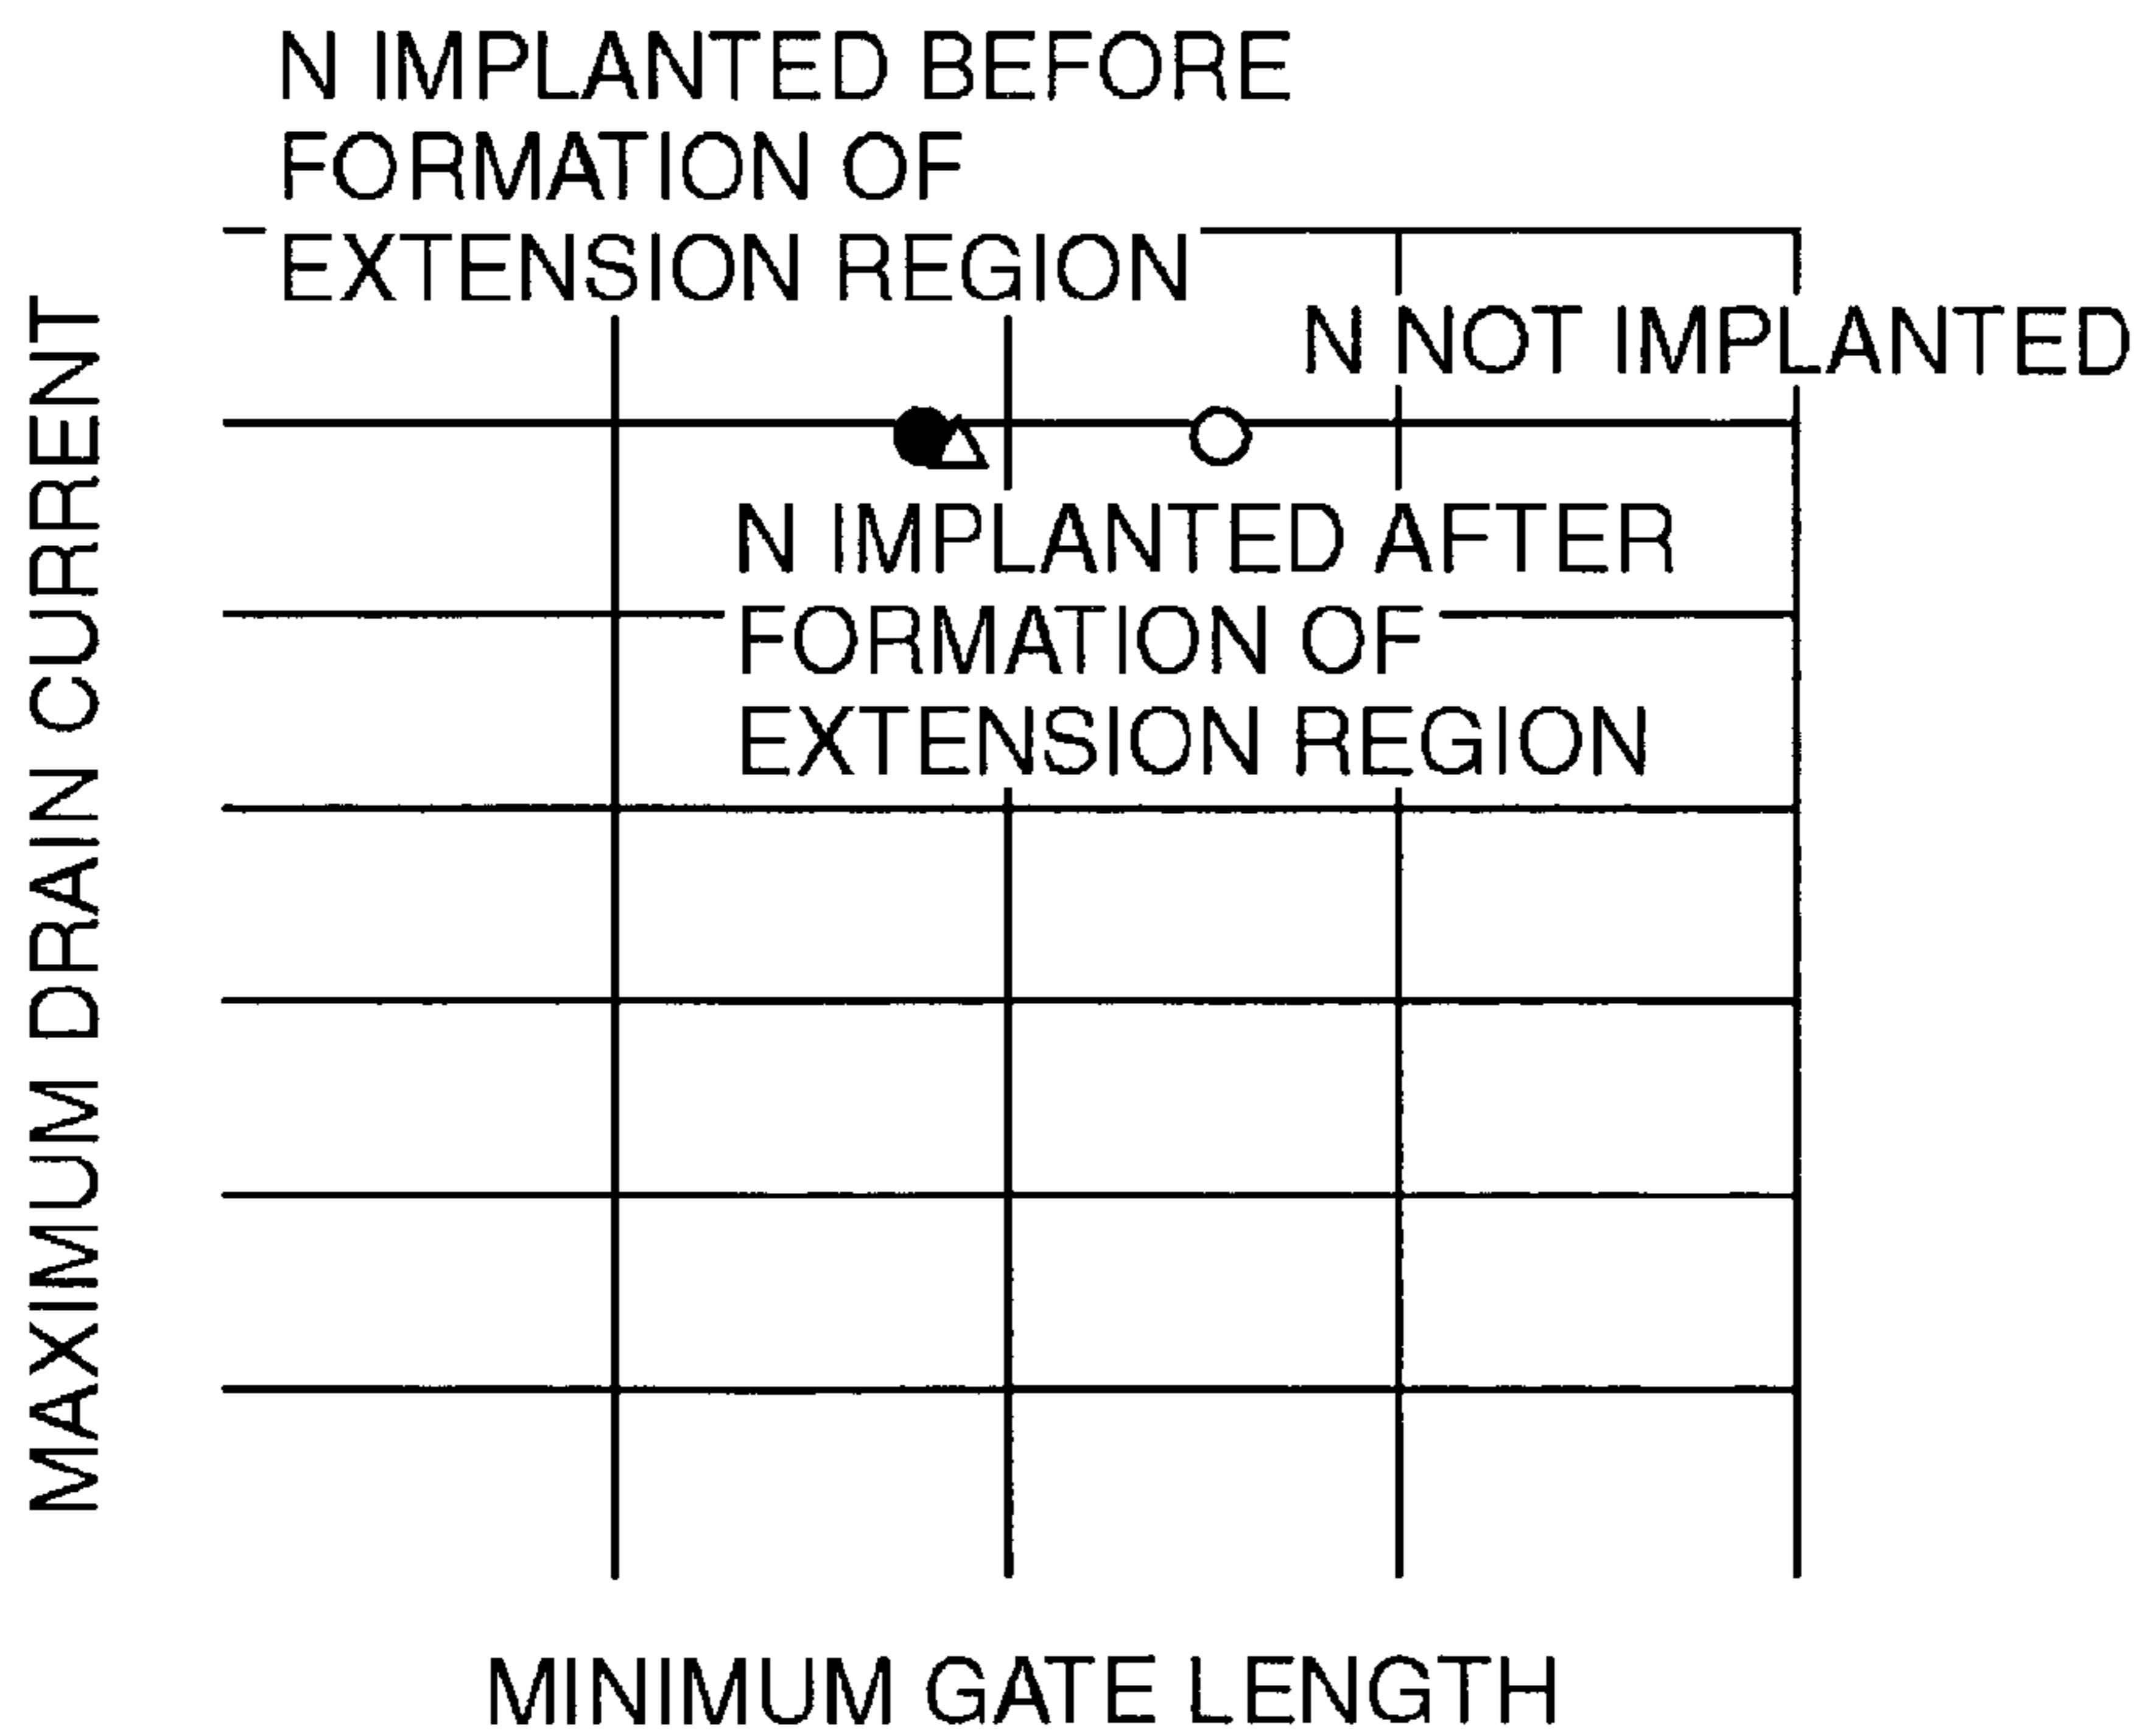 N IMPLANTED BEFORE
FORMATION OF
EXTENSION REGION
N NOT IMPLANTED
N IMPLANTED AFTER
FORMATION OF
EXTENSION REGION
MAXIMUM DRAIN CURRENT
MINIMUM GATE LENGTH